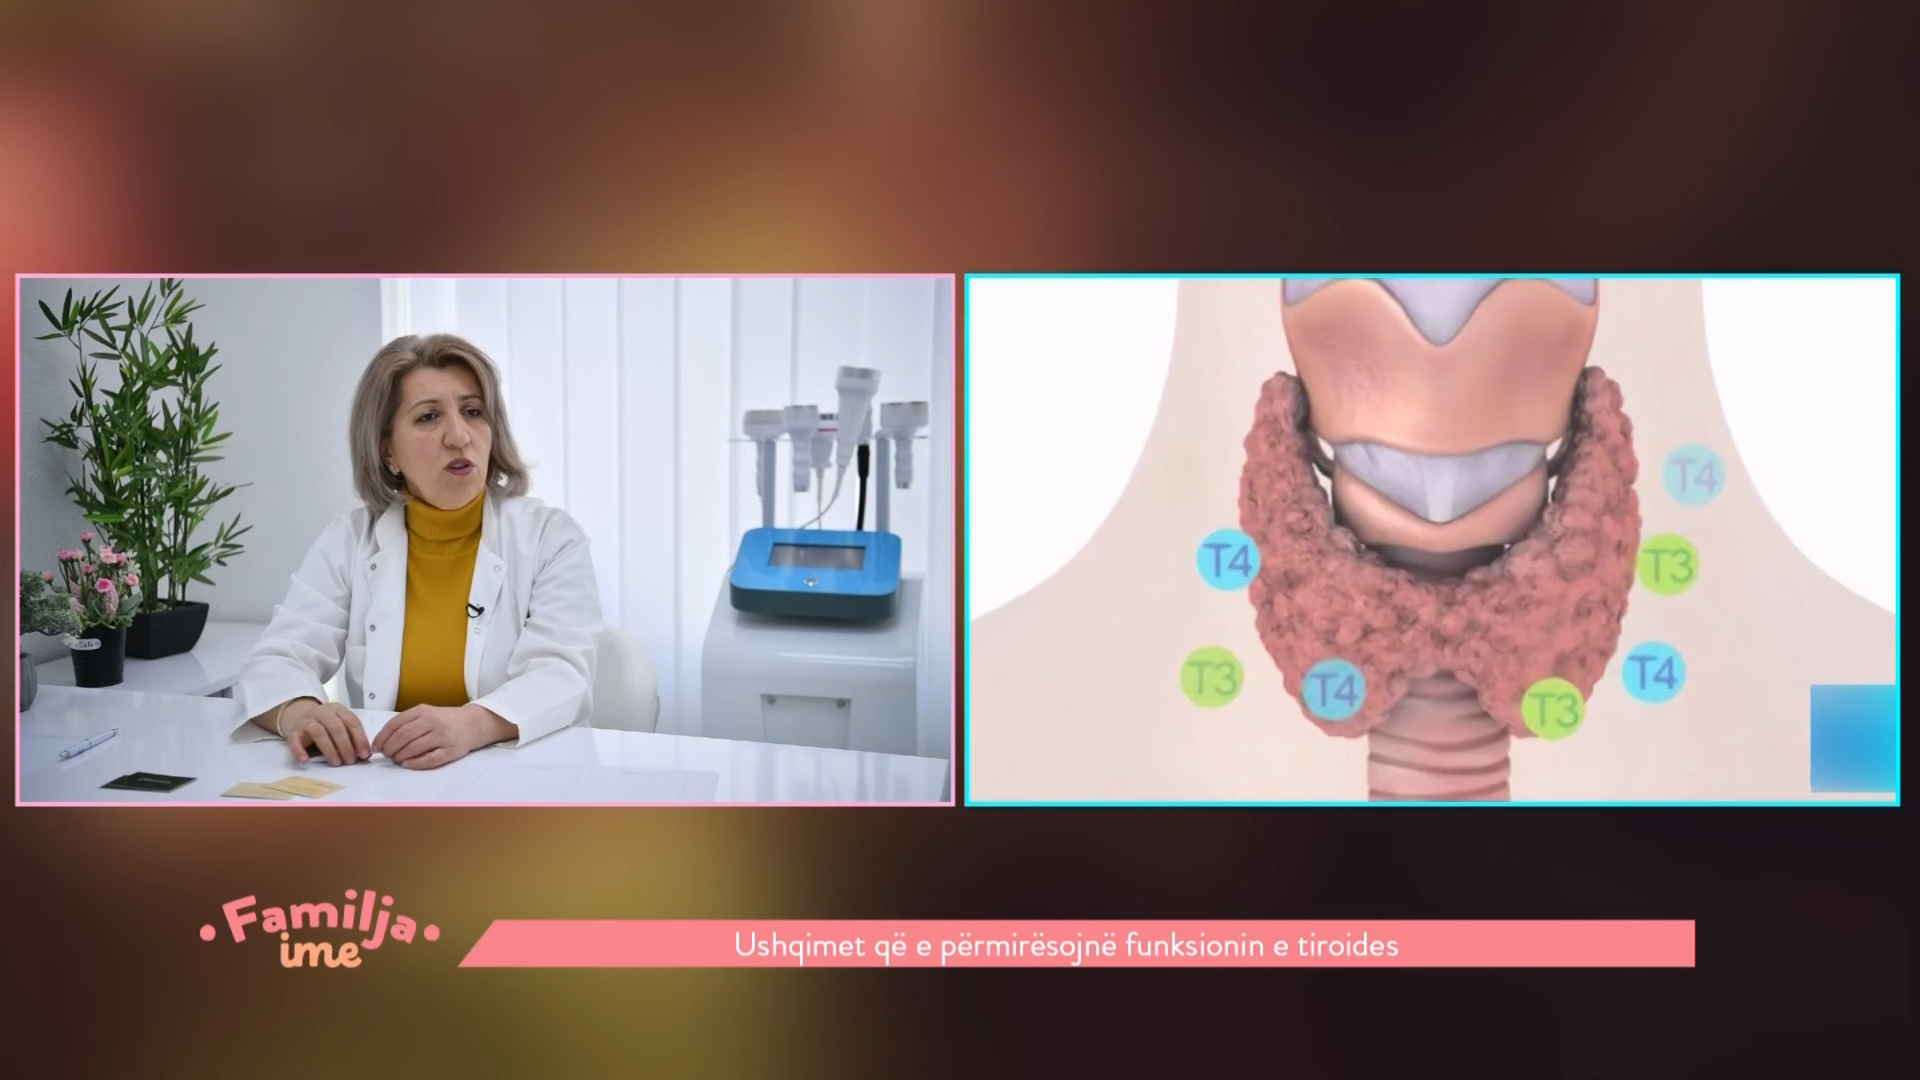 T4
T4
T3
T3
T4
T4
T3
Familja
ime
Ushqimet që e përmirësojnë funksionin e tiroides